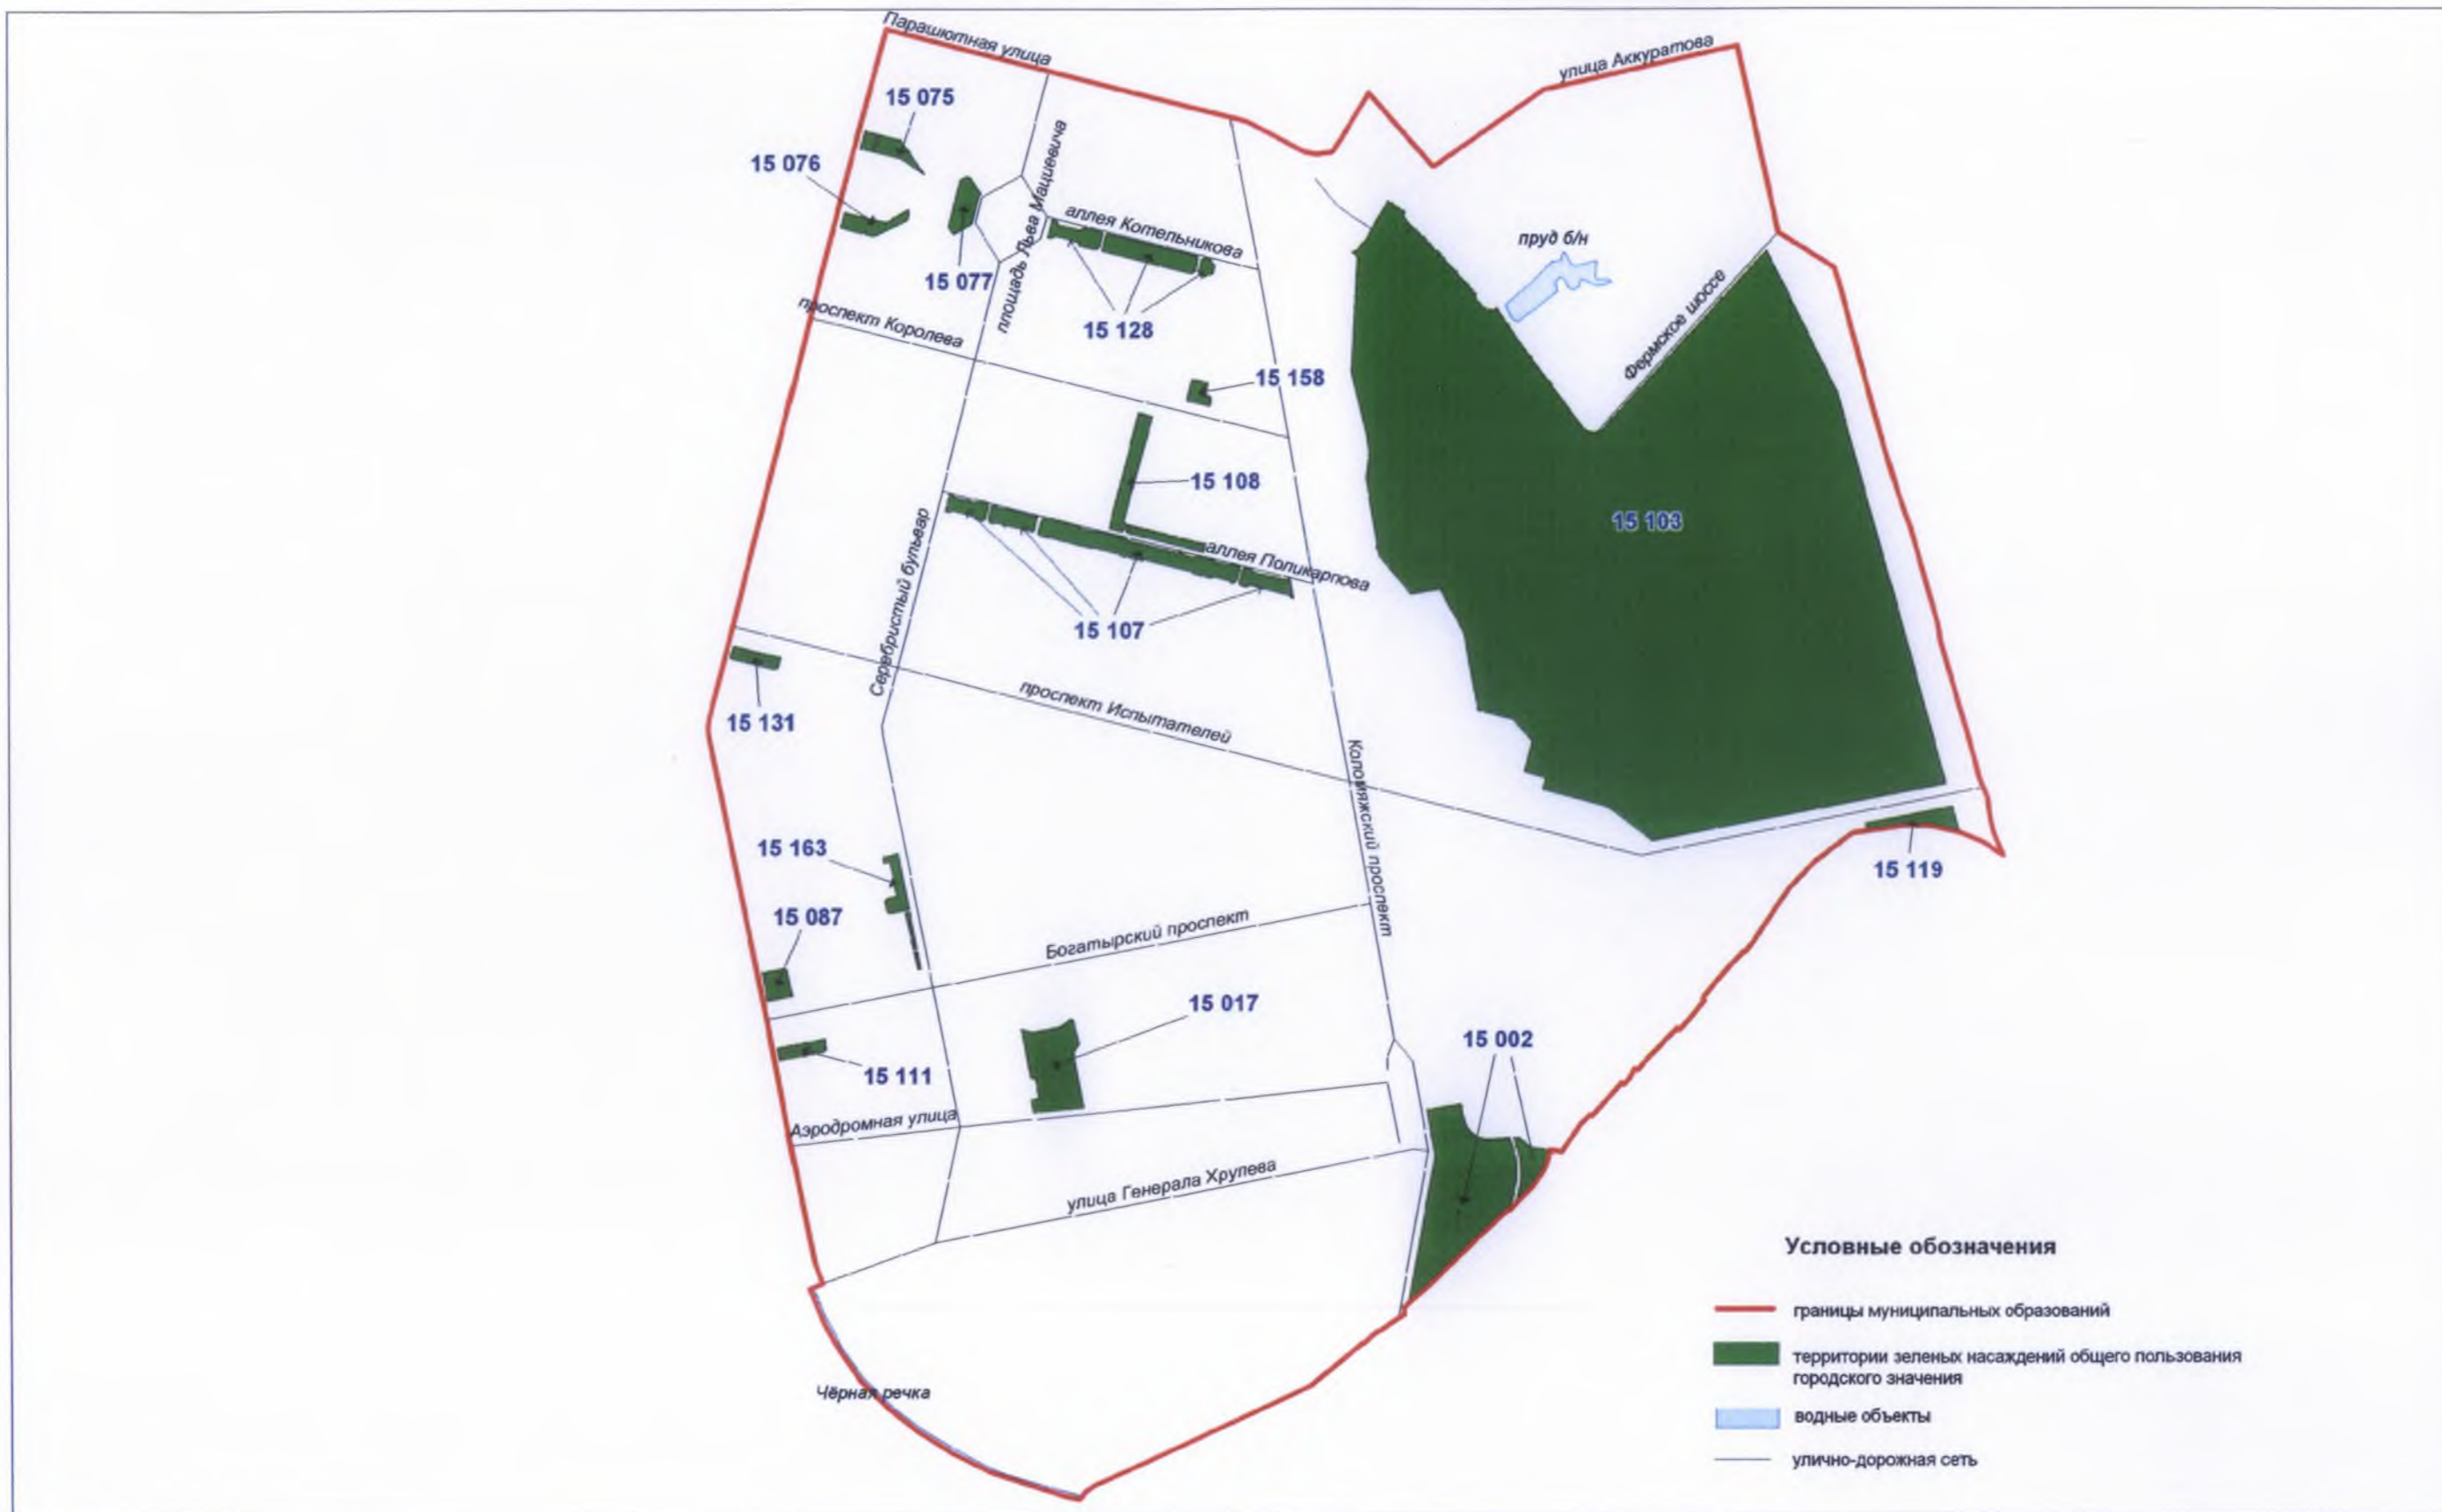 Парашютная улица
улица Аккуратова
15 075
15 076
площадь Льва Мациевича
аллея Котельникова
пруд б/н
15 077
15 128
Фермское шоссе
проспект Королева
15 158
15 108
15 103
Серебристый бульвар
аллея Поликарпова
15 107
15 131
проспект Испытателей
Коломяжский проспект
15 163
15 119
15 087
Богатырский проспект
15 017
15 002
15 111
Аэродромная улица
улица Генерала Хрулева
Чёрная речка
Условные обозначения
границы муниципальных образований
территории зеленых насаждений общего пользования
городского значения
водные объекты
улично-дорожная сеть